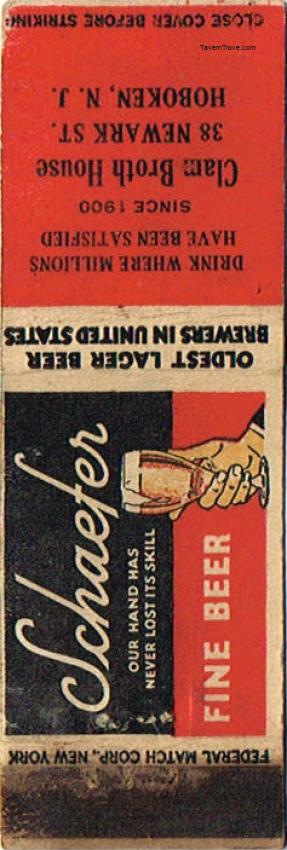 FEDERAL MATCH CORP., NEW YORK
Schaefer
OUR HAND HAS
NEVER LOST ITS SKILL
FINE BEER
OLDEST LAGER BEER
BREWERS IN UNITED STATES
DRINK WHERE MILLIONS
HAVE BEEN SATISFIED
SINCE 1900
Clam Broth House
38 NEWARK ST.
HOBOKEN, N. J.
CLOSE COVER BEFORE STRIKING
TavernTrove.com